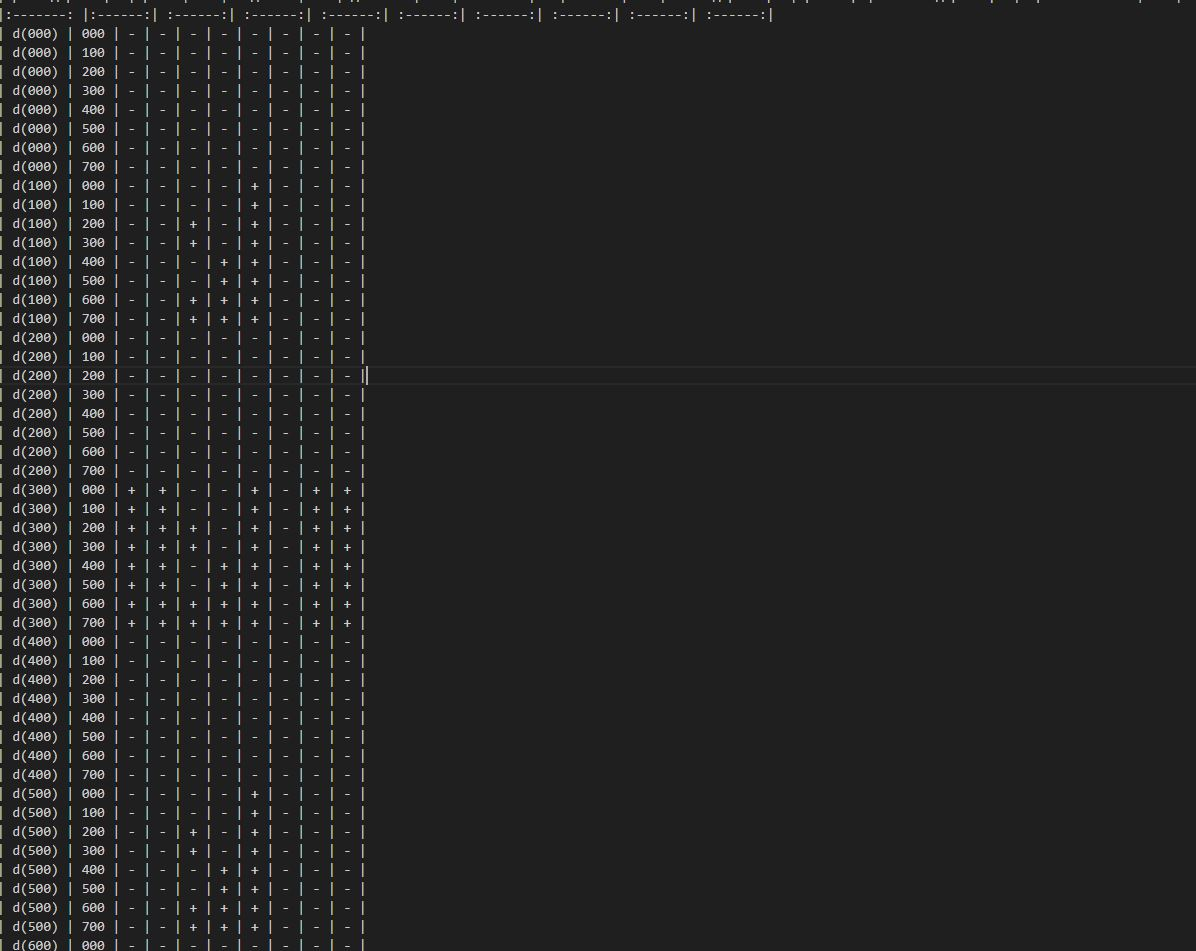 |:-------: |:------:| :------:| :------:| :------:| :------:| :------:| :------:| :------:| :------:|
| d(000) | 000 | - | - | - | - | - | - | - | - |
| d(000) | 100 | - | - | - | - | - | - | - | - |
| d(000) | 200 | - | - | - | - | - | - | - | - |
| d(000) | 300 | - | - | - | - | - | - | - | - |
| d(000) | 400 | - | - | - | - | - | - | - | - |
| d(000) | 500 | - | - | - | - | - | - | - | - |
| d(000) | 600 | - | - | - | - | - | - | - | - |
| d(000) | 700 | - | - | - | - | - | - | - | - |
| d(100) | 000 | - | - | - | - | + | - | - | - |
| d(100) | 100 | - | - | - | - | + | - | - | - |
| d(100) | 200 | - | - | + | - | + | - | - | - |
| d(100) | 300 | - | - | + | - | + | - | - | - |
| d(100) | 400 | - | - | - | + | + | - | - | - |
| d(100) | 500 | - | - | - | + | + | - | - | - |
| d(100) | 600 | - | - | + | + | + | - | - | - |
| d(100) | 700 | - | - | + | + | + | - | - | - |
| d(200) | 000 | - | - | - | - | - | - | - | - |
| d(200) | 100 | - | - | - | - | - | - | - | - |
| d(200) | 200 | - | - | - | - | - | - | - | - |
| d(200) | 300 | - | - | - | - | - | - | - | - |
| d(200) | 400 | - | - | - | - | - | - | - | - |
| d(200) | 500 | - | - | - | - | - | - | - | - |
| d(200) | 600 | - | - | - | - | - | - | - | - |
| d(200) | 700 | - | - | - | - | - | - | - | - |
| d(300) | 000 | + | + | - | - | + | - | + | + |
| d(300) | 100 | + | + | - | - | + | - | + | + |
| d(300) | 200 | + | + | + | - | + | - | + | + |
| d(300) | 300 | + | + | + | - | + | - | + | + |
| d(300) | 400 | + | + | - | + | + | - | + | + |
| d(300) | 500 | + | + | - | + | + | - | + | + |
| d(300) | 600 | + | + | + | + | + | - | + | + |
| d(300) | 700 | + | + | + | + | + | - | + | + |
| d(400) | 000 | - | - | - | - | - | - | - | - |
| d(400) | 100 | - | - | - | - | - | - | - | - |
| d(400) | 200 | - | - | - | - | - | - | - | - |
| d(400) | 300 | - | - | - | - | - | - | - | - |
| d(400) | 400 | - | - | - | - | - | - | - | - |
| d(400) | 500 | - | - | - | - | - | - | - | - |
| d(400) | 600 | - | - | - | - | - | - | - | - |
| d(400) | 700 | - | - | - | - | - | - | - | - |
| d(500) | 000 | - | - | - | - | + | - | - | - |
| d(500) | 100 | - | - | - | - | + | - | - | - |
| d(500) | 200 | - | - | + | - | + | - | - | - |
| d(500) | 300 | - | - | + | - | + | - | - | - |
| d(500) | 400 | - | - | - | + | + | - | - | - |
| d(500) | 500 | - | - | - | + | + | - | - | - |
| d(500) | 600 | - | - | + | + | + | - | - | - |
| d(500) | 700 | - | - | + | + | + | - | - | - |
| d(600) | 000 | - | - | - | - | - | - | - | - |